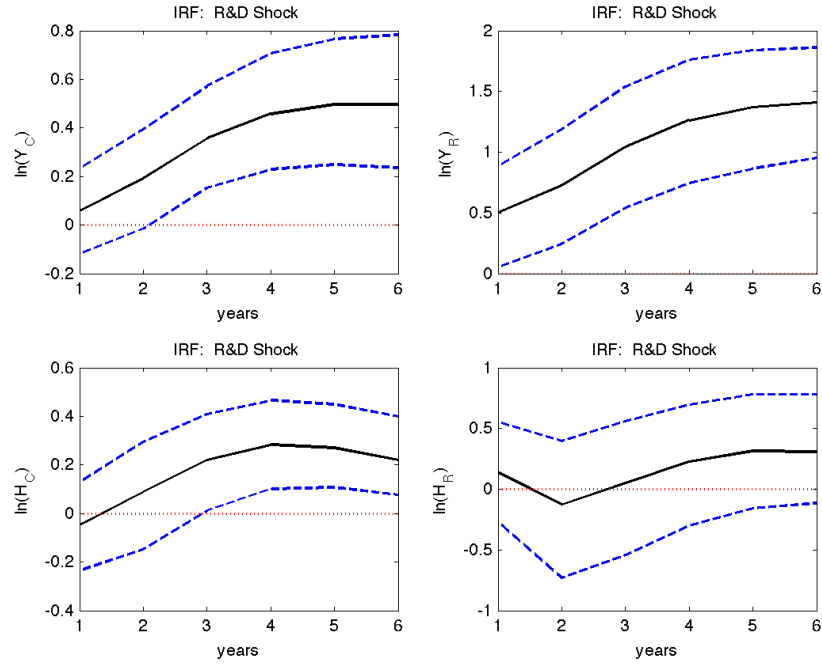 IRF: R&D Shock
ln(Y_C)
0.8
0.6
0.4
0.2
0
-0.2
1 2 3 4 5 6
years
IRF: R&D Shock
ln(Y_R)
2
1.5
1
0.5
0
1 2 3 4 5 6
years
IRF: R&D Shock
ln(H_C)
0.6
0.4
0.2
0
-0.2
-0.4
1 2 3 4 5 6
years
IRF: R&D Shock
ln(H_R)
1
0.5
0
-0.5
-1
1 2 3 4 5 6
years